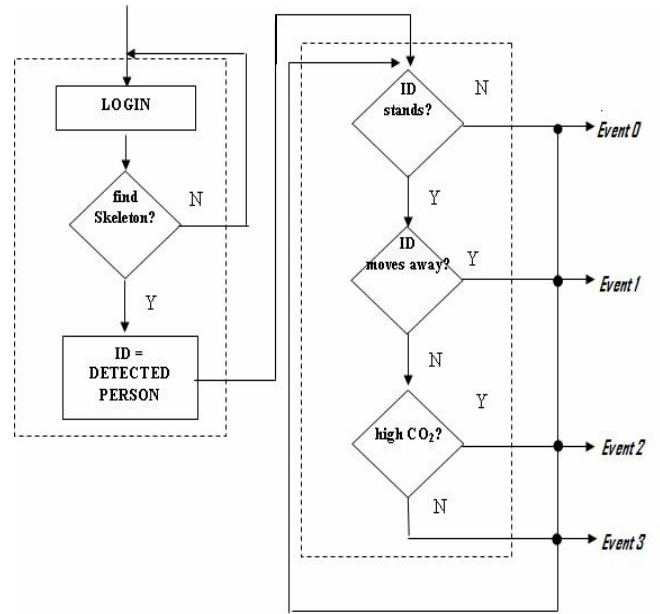 LOGIN
find
Skeleton?
N
Y
ID =
DETECTED
PERSON
ID
stands?
N
Event 0
Y
ID
moves away?
Y
Event 1
N
high CO₂?
Y
Event 2
N
Event 3